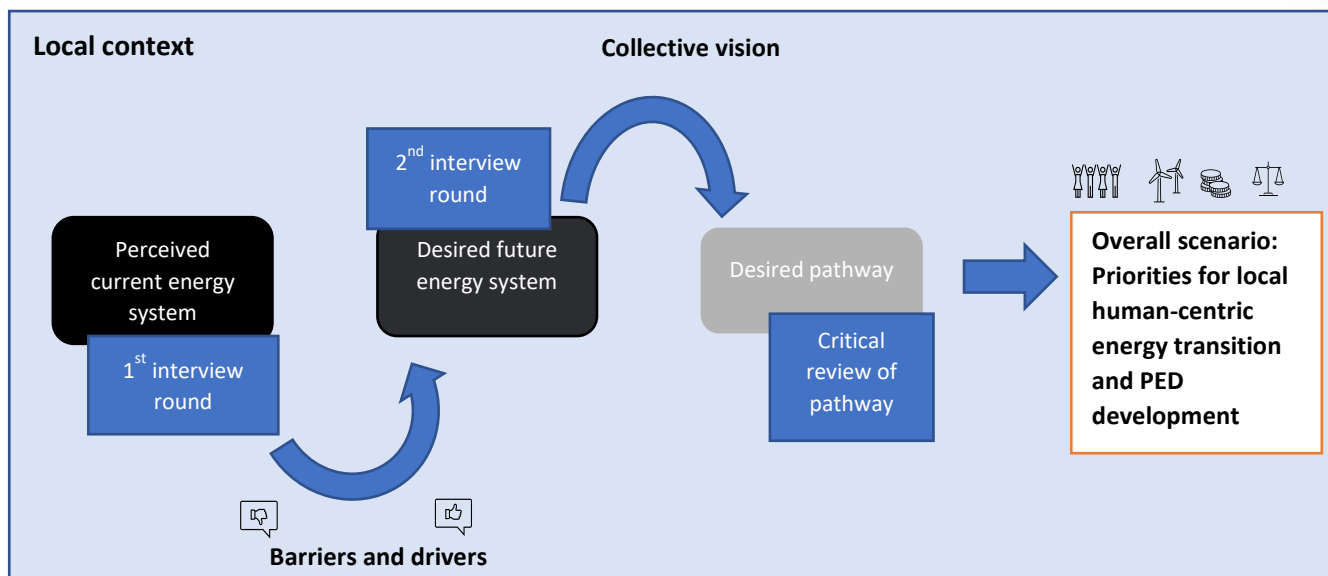 Local context
Collective vision
2nd interview
round
Perceived
current energy
system
Desired future
energy system
Desired pathway
1st interview
round
Critical
review of
pathway
Overall scenario:
Priorities for local
human-centric
energy transition
and PED
development
Barriers and drivers